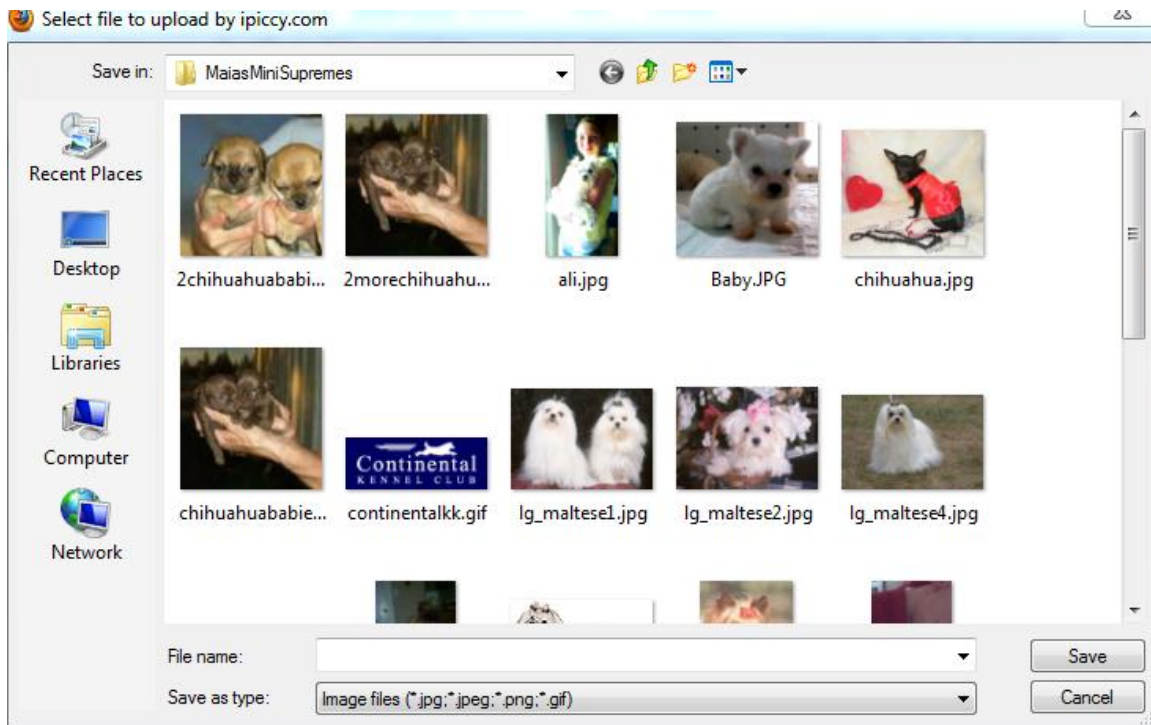 Select file to upload by ipiccy.com
Save in:
MaiasMiniSupremes
Recent Places
Desktop
Libraries
Computer
Network
2chihuahuababi...
2morechihuahu...
ali.jpg
Baby.JPG
chihuahua.jpg
Continental
KENNEL CLUB
chihuahuababie...
continentalkk.gif
lg_maltese1.jpg
lg_maltese2.jpg
lg_maltese4.jpg
File name:
Save
Save as type:
Image files (*.jpg;*.jpeg;*.png;*.gif)
Cancel